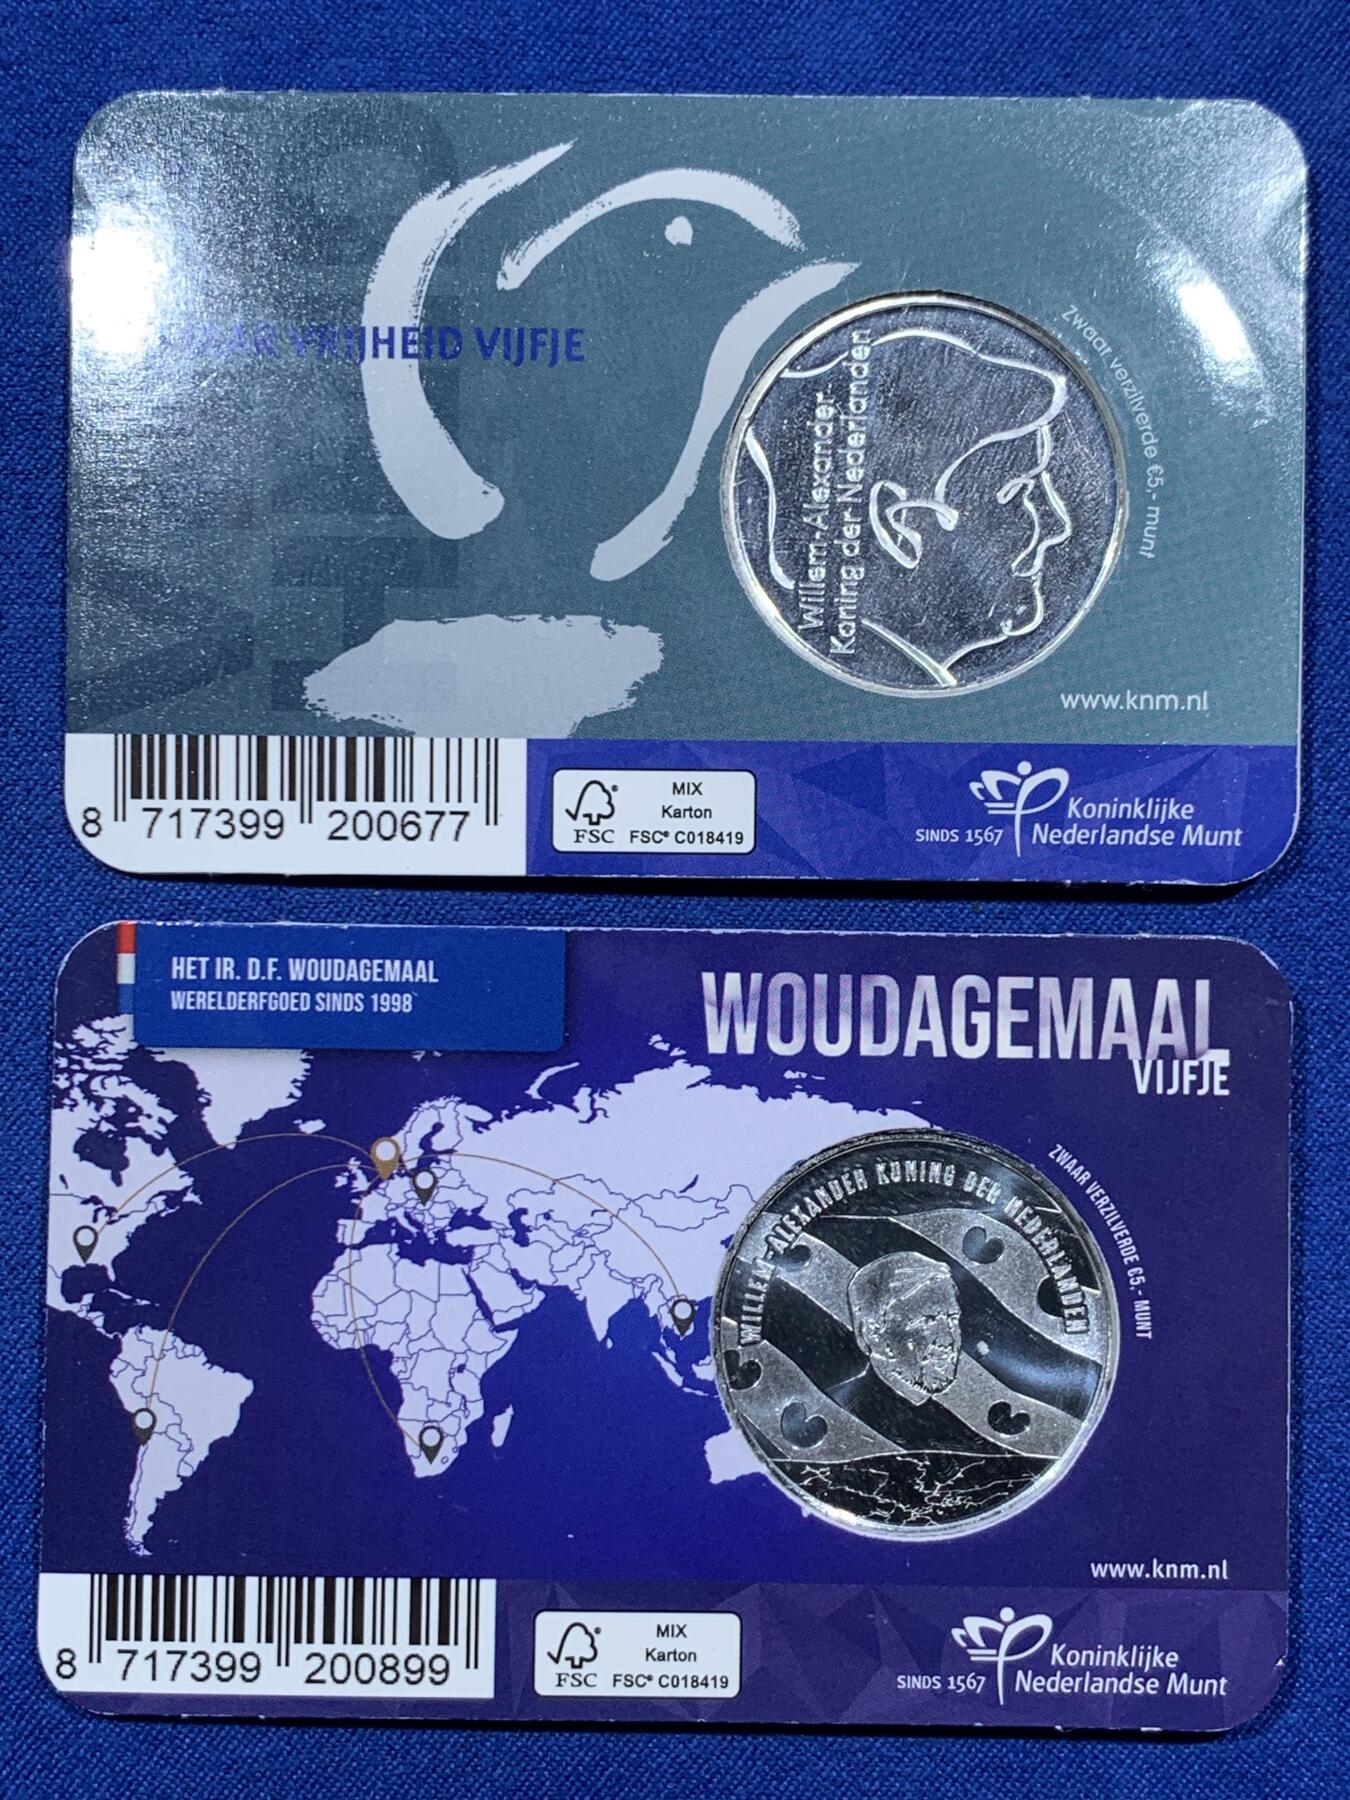 JAAR VRIJHEID VIJFJE
Willem-Alexander
Koning der Nederlanden
Zwaar verzilverde €5,- munt
www.knm.nl
8 717399 200677
FSC
MIX
Karton
FSC® C018419
SINDS 1567
Koninklijke
Nederlandse Munt
HET IR. D.F. WOUDAGEMAAL
WERELDERFGOED SINDS 1998
WOUDAGEMAAL
VIJFJE
WILLEM-ALEXANDER KONING DER NEDERLANDEN
ZWAAR VERZILVERDE €5,- MUNT
www.knm.nl
8 717399 200899
FSC
MIX
Karton
FSC® C018419
SINDS 1567
Koninklijke
Nederlandse Munt